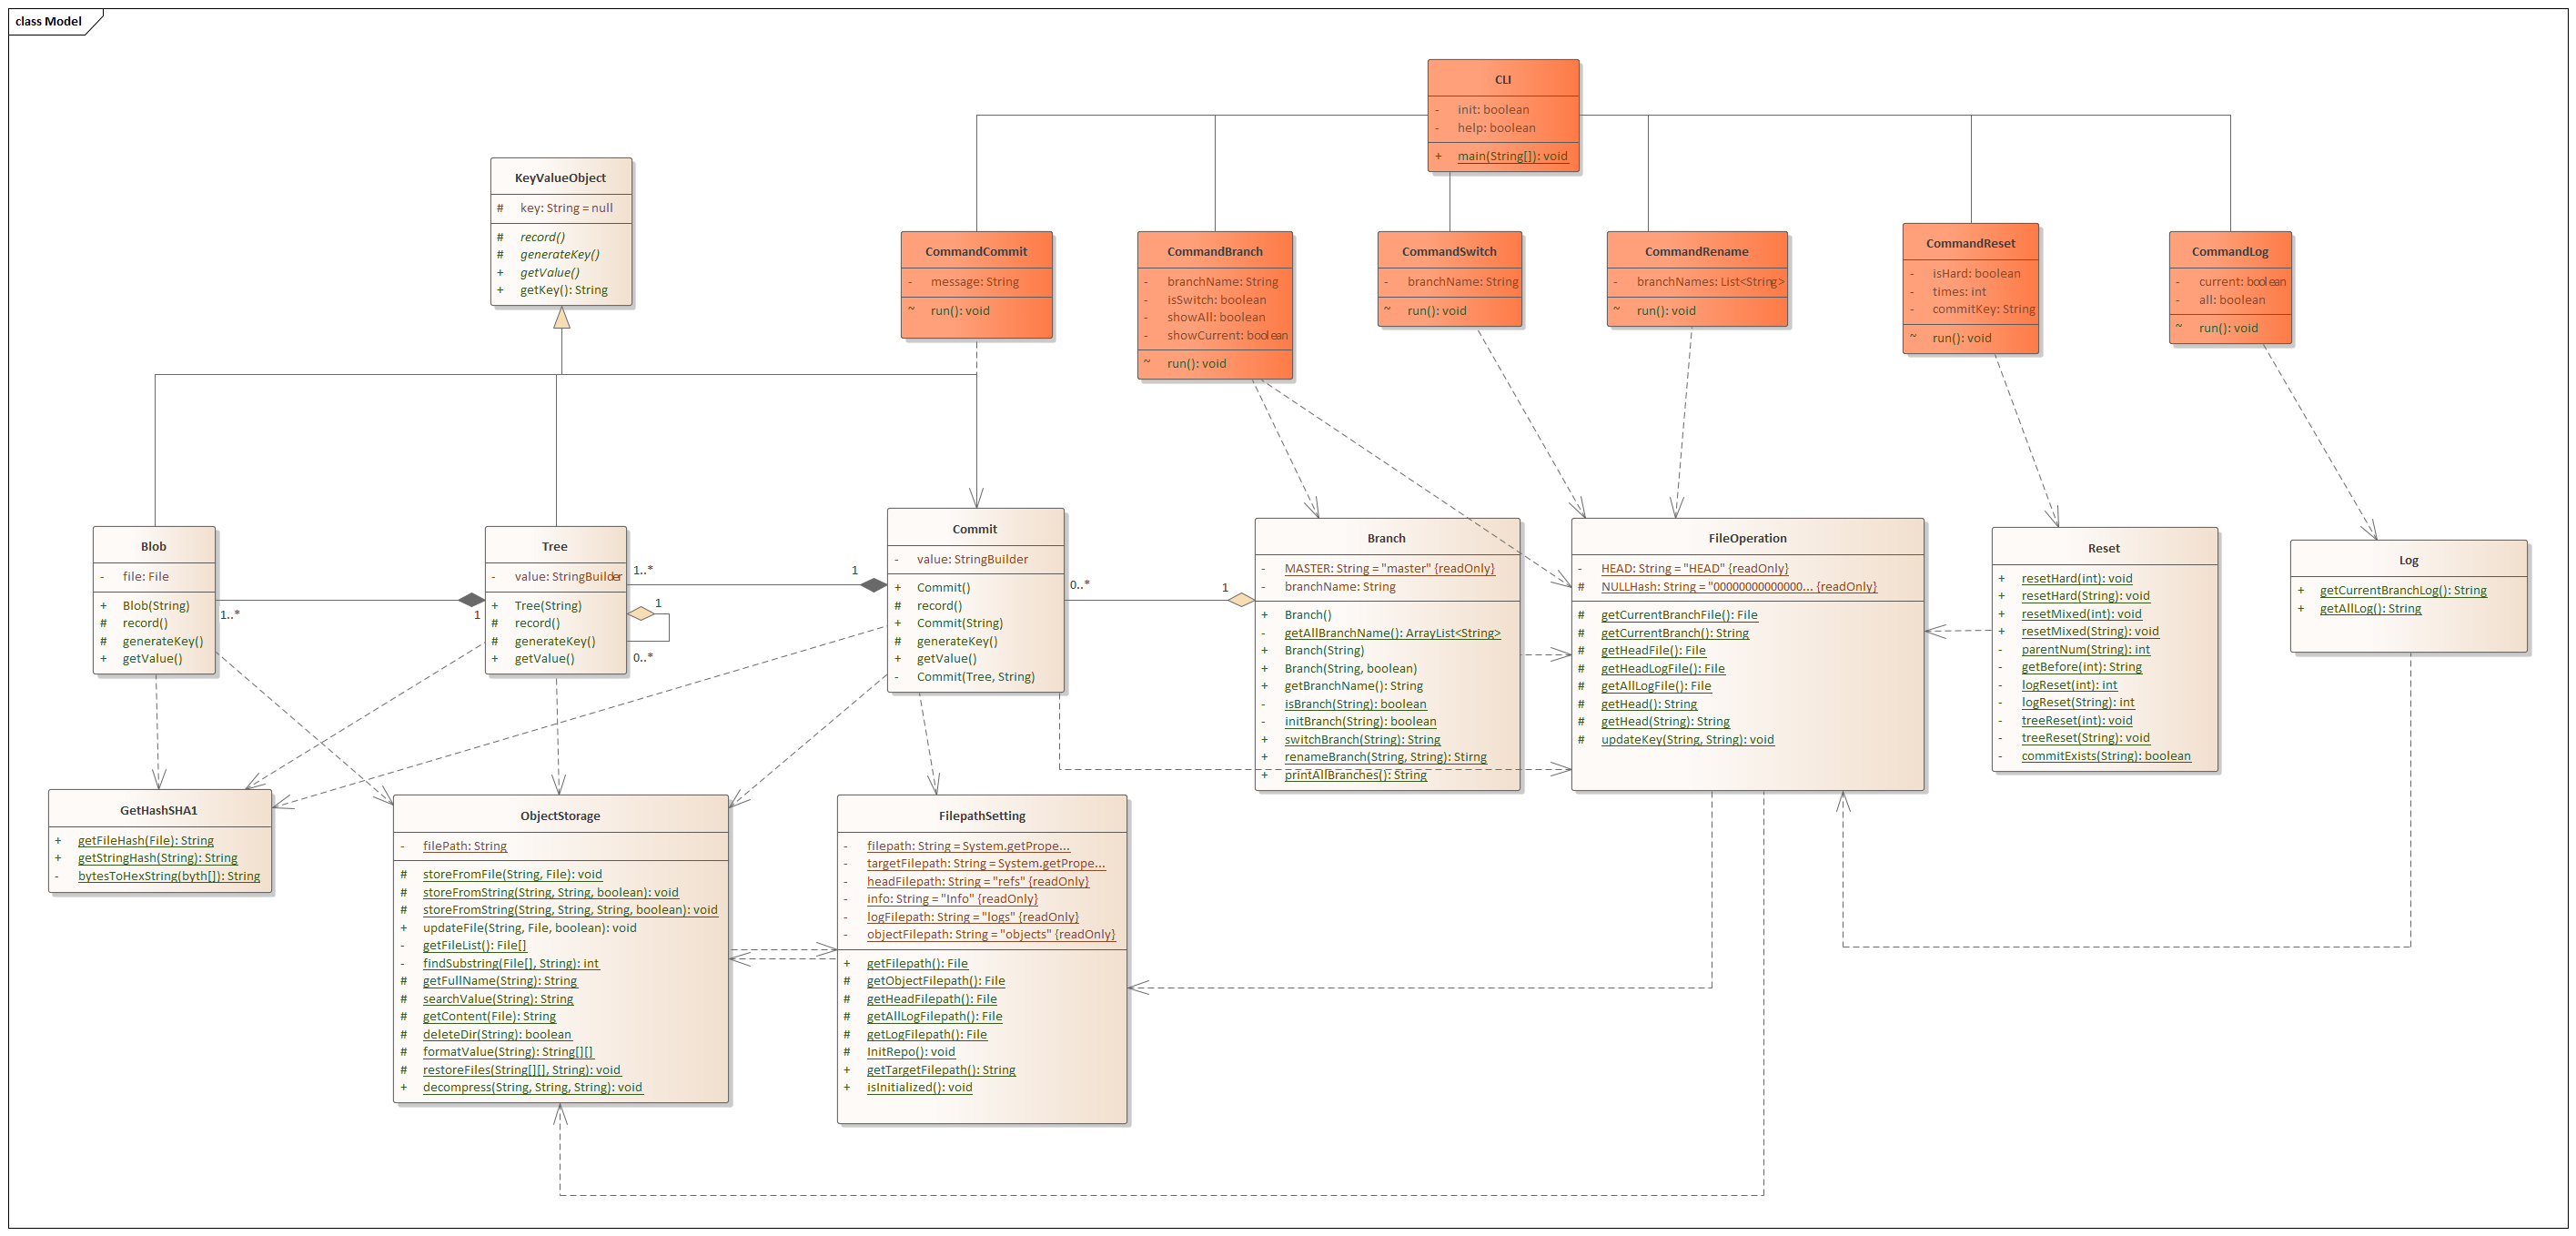 class Model
CLI
- init: boolean
- help: boolean
+ main(String[]): void
KeyValueObject
# key: String = null
# record()
# generateKey()
+ getValue()
+ getKey(): String
CommandCommit
- message: String
~ run(): void
CommandBranch
- branchName: String
- isSwitch: boolean
- showAll: boolean
- showCurrent: boolean
~ run(): void
CommandSwitch
- branchName: String
~ run(): void
CommandRename
- branchNames: List<String>
~ run(): void
CommandReset
- isHard: boolean
- times: int
- commitKey: String
~ run(): void
CommandLog
- current: boolean
- all: boolean
~ run(): void
Blob
- file: File
+ Blob(String)
# record()
# generateKey()
+ getValue()
1..*
1
Tree
- value: StringBuilder
+ Tree(String)
# record()
# generateKey()
+ getValue()
1..*
1
1
0..*
Commit
- value: StringBuilder
+ Commit()
# record()
+ Commit(String)
# generateKey()
+ getValue()
- Commit(Tree, String)
0..*
1
Branch
- MASTER: String = "master" {readOnly}
- branchName: String
+ Branch()
- getAllBranchName(): ArrayList<String>
+ Branch(String)
+ Branch(String, boolean)
+ getBranchName(): String
- isBranch(String): boolean
- initBranch(String): boolean
+ switchBranch(String): String
+ renameBranch(String, String): Stirng
+ printAllBranches(): String
FileOperation
- HEAD: String = "HEAD" {readOnly}
# NULLHash: String = "00000000000000... {readOnly}
# getCurrentBranchFile(): File
# getCurrentBranch(): String
# getHeadFile(): File
# getHeadLogFile(): File
# getAllLogFile(): File
# getHead(): String
# getHead(String): String
# updateKey(String, String): void
Reset
+ resetHard(int): void
+ resetHard(String): void
+ resetMixed(int): void
+ resetMixed(String): void
- parentNum(String): int
- getBefore(int): String
- logReset(int): int
- logReset(String): int
- treeReset(int): void
- treeReset(String): void
- commitExists(String): boolean
Log
+ getCurrentBranchLog(): String
+ getAllLog(): String
GetHashSHA1
+ getFileHash(File): String
+ getStringHash(String): String
- bytesToHexString(byth[]): String
ObjectStorage
- filePath: String
# storeFromFile(String, File): void
# storeFromString(String, String, boolean): void
# storeFromString(String, String, String, boolean): void
+ updateFile(String, File, boolean): void
- getFileList(): File[]
- findSubstring(File[], String): int
# getFullName(String): String
# searchValue(String): String
# getContent(File): String
# deleteDir(String): boolean
# formatValue(String): String[][]
# restoreFiles(String[][], String): void
+ decompress(String, String, String): void
FilepathSetting
- filepath: String = System.getPrope...
- targetFilepath: String = System.getPrope...
- headFilepath: String = "refs" {readOnly}
- info: String = "Info" {readOnly}
- logFilepath: String = "logs" {readOnly}
- objectFilepath: String = "objects" {readOnly}
+ getFilepath(): File
# getObjectFilepath(): File
# getHeadFilepath(): File
# getAllLogFilepath(): File
# getLogFilepath(): File
# InitRepo(): void
+ getTargetFilepath(): String
+ isInitialized(): void